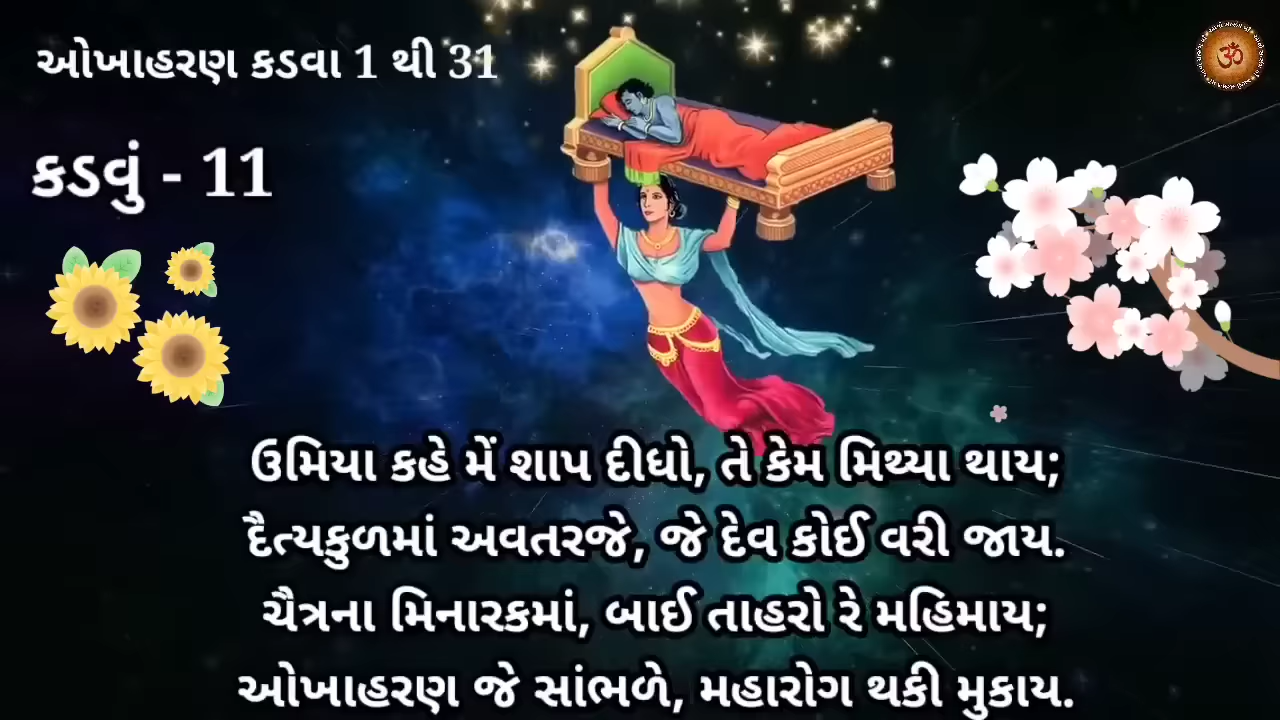 ઓખાહરણ કડવા 1 થી 31
કડવું - 11
ૐ
ઉમિયા કહે મેં શાપ દીધો, તે કેમ મિથ્યા થાય;
દૈત્યકુળમાં અવતરજે, જે દેવ કોઈ વરી જાય.
ચૈત્રના મિનારકમાં, બાઈ તાહરો રે મહિમાય;
ઓખાહરણ જે સાંભળે, મહારોગ થકી મુકાય.